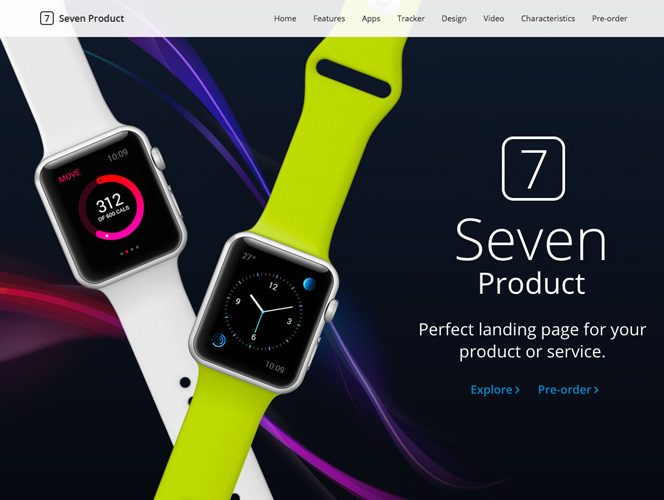 7 Seven Product Home Features Apps Tracker Design Video Characteristics Pre-order
10:09
MOVE
312
OF 600 CALS
27°
12
9
3
6
10:09
7
Seven
Product
Perfect landing page for your
product or service.
Explore Pre-order